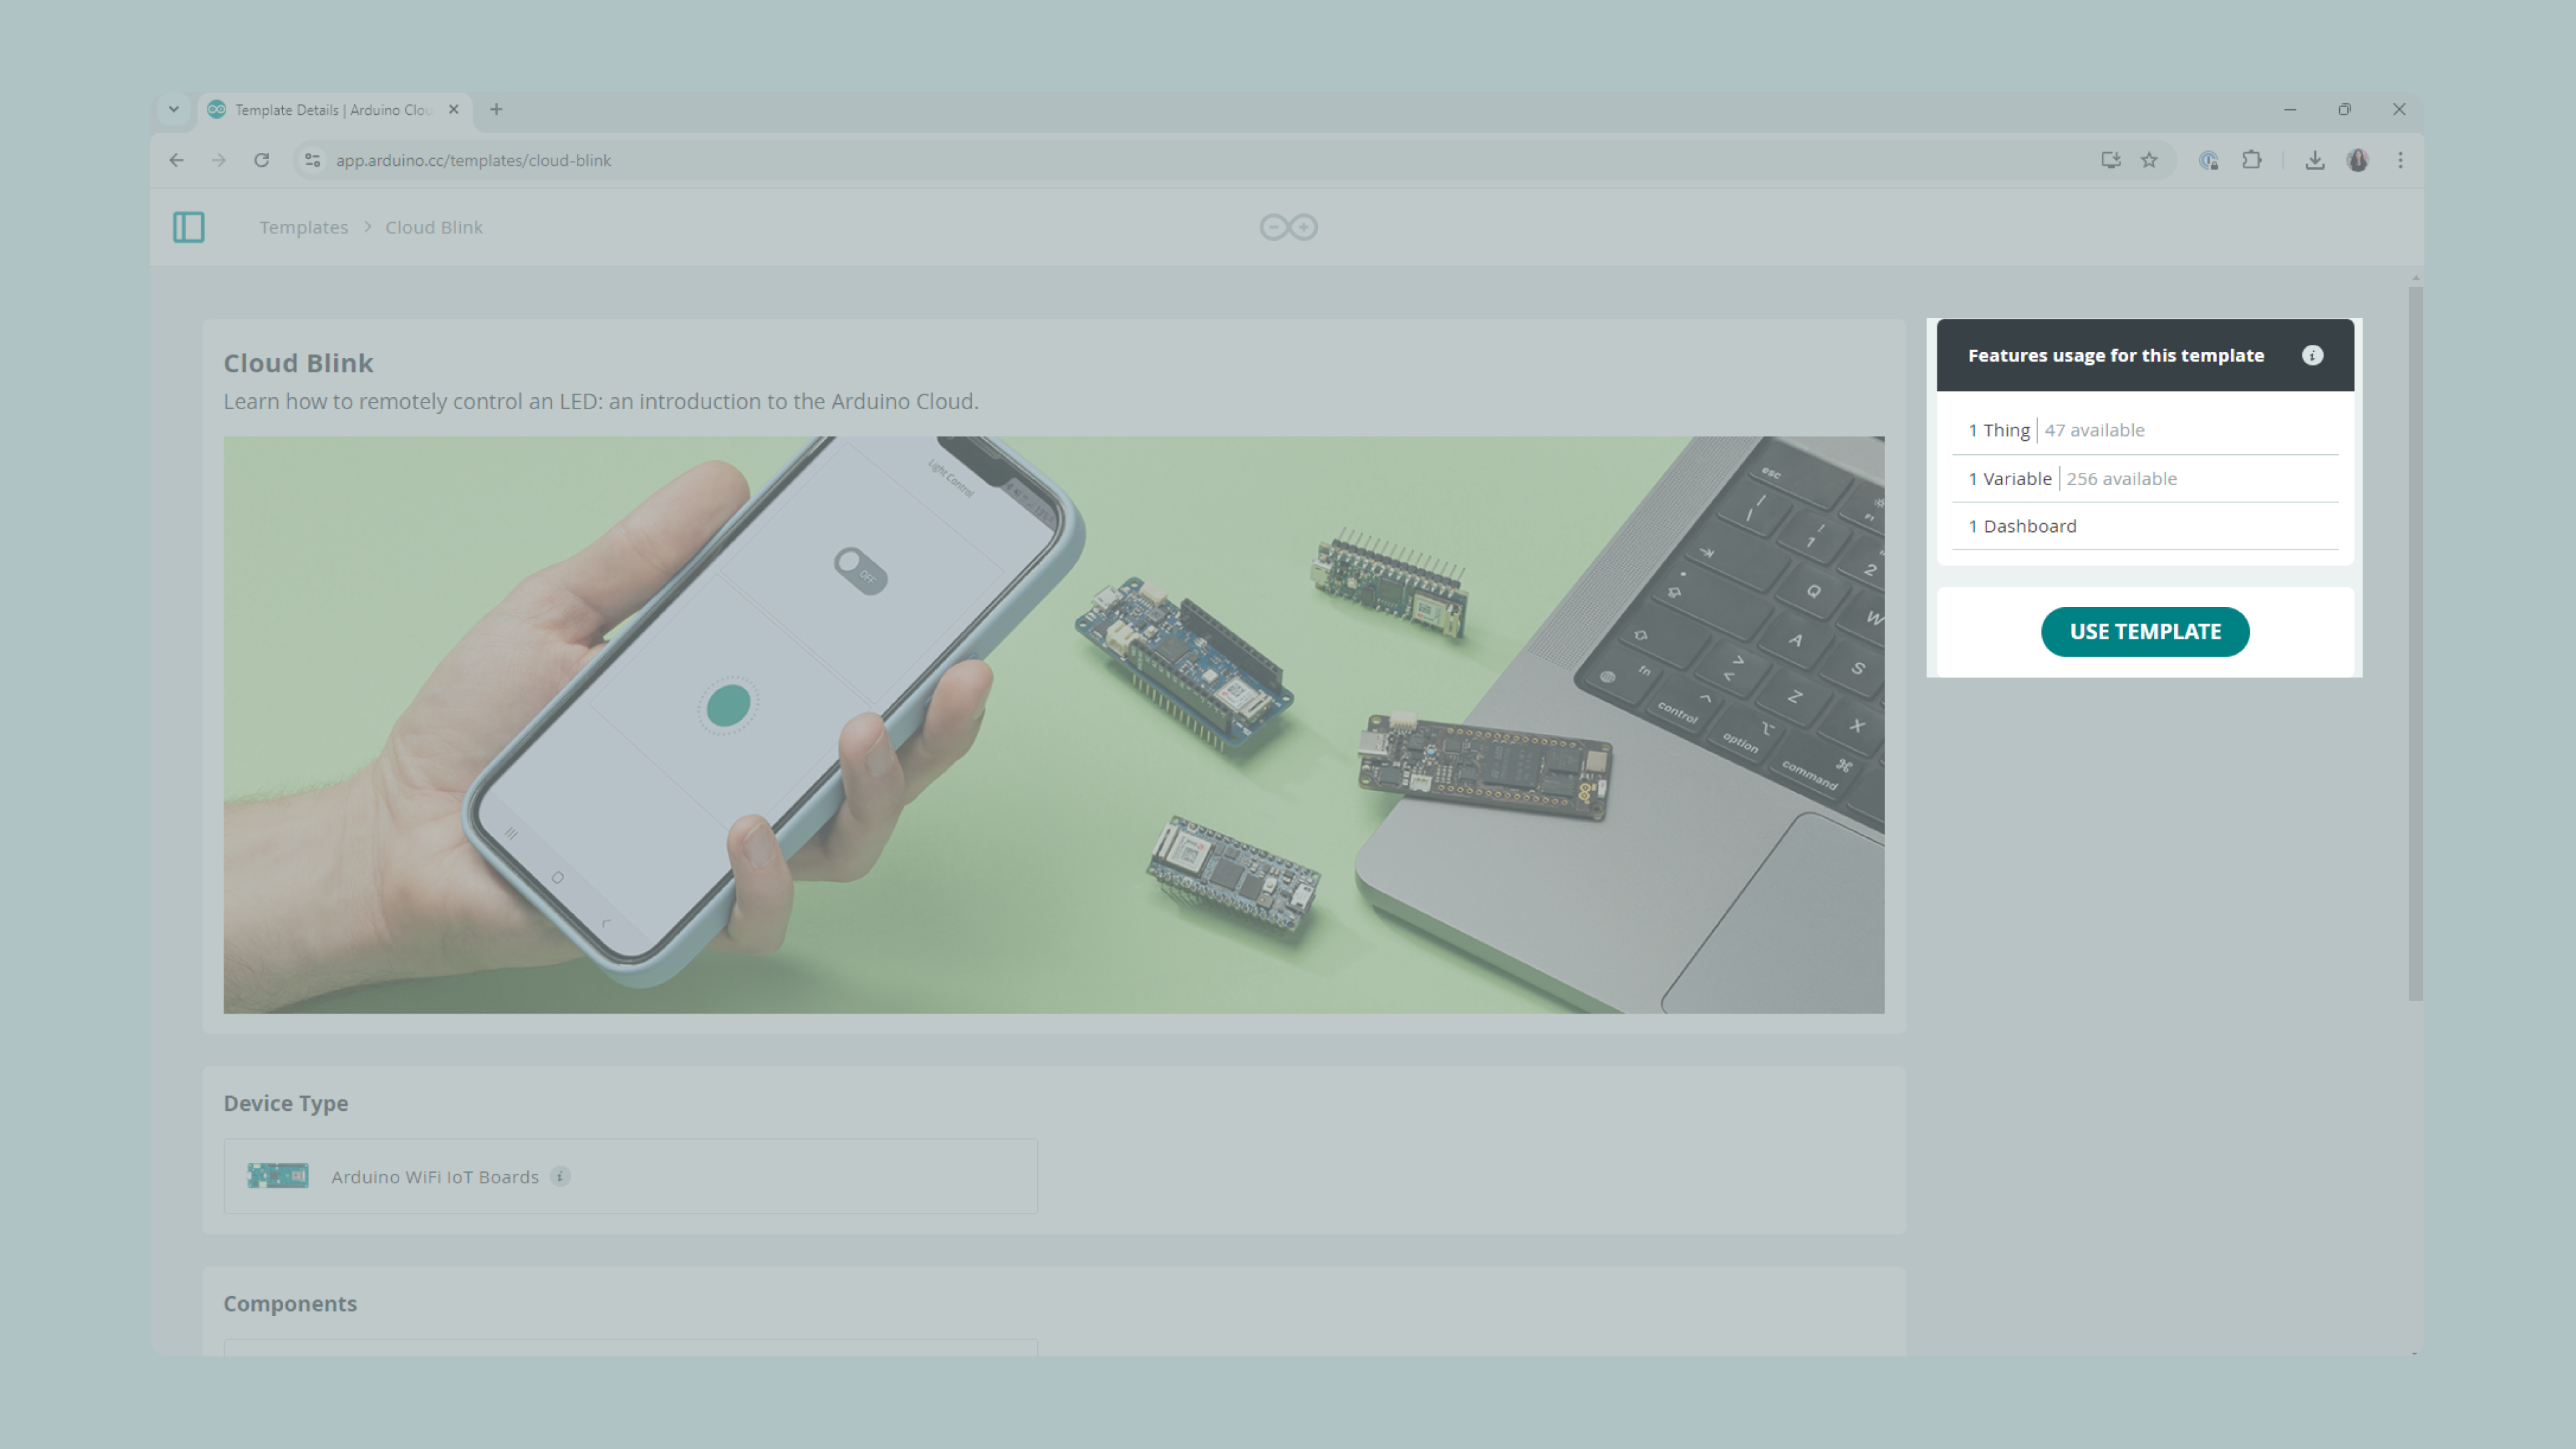 Template Details | Arduino Clou
app.arduino.cc/templates/cloud-blink
Templates > Cloud Blink
Cloud Blink
Learn how to remotely control an LED: an introduction to the Arduino Cloud.
Light Control
OFF
esc
F1
!
1
2
Q
W
A
S
fn
Z
X
control
option
command
Features usage for this template
1 Thing | 47 available
1 Variable | 256 available
1 Dashboard
USE TEMPLATE
Device Type
Arduino WiFi IoT Boards
Components